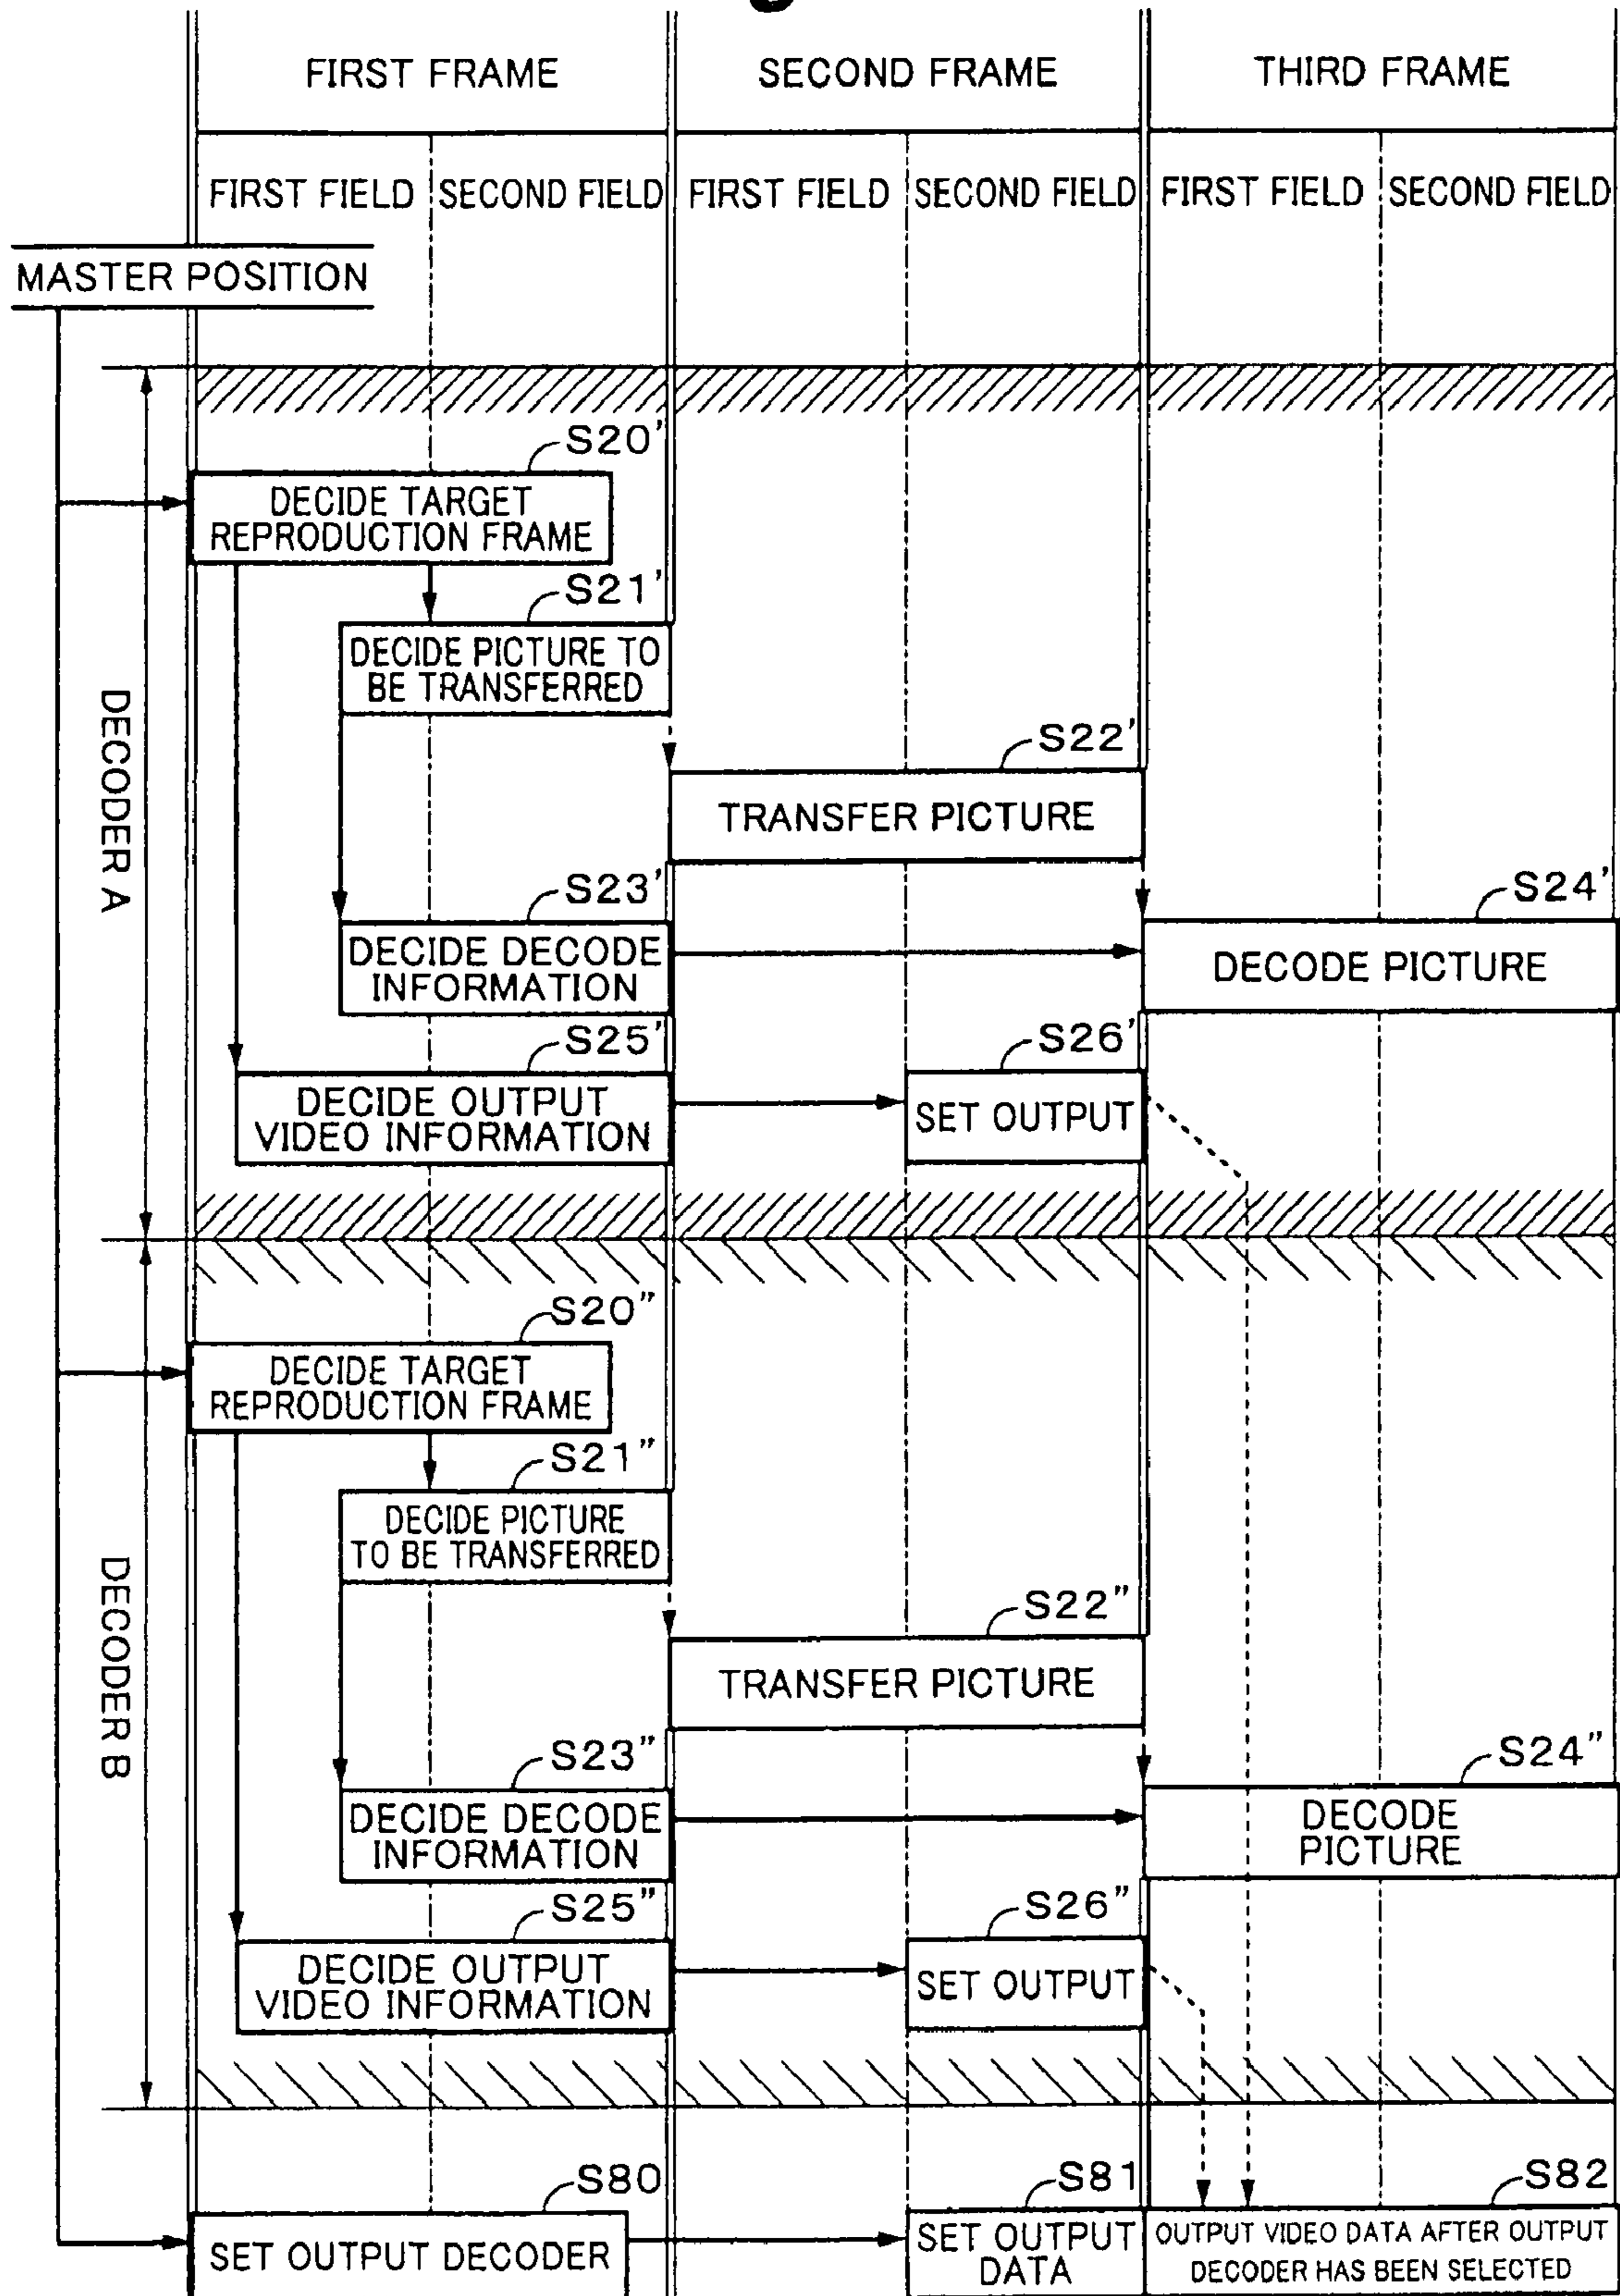 FIRST FRAME
SECOND FRAME
THIRD FRAME
FIRST FIELD
SECOND FIELD
FIRST FIELD
SECOND FIELD
FIRST FIELD
SECOND FIELD
MASTER POSITION
DECODER A
S20'
DECIDE TARGET
REPRODUCTION FRAME
S21'
DECIDE PICTURE TO
BE TRANSFERRED
S22'
TRANSFER PICTURE
S23'
DECIDE DECODE
INFORMATION
S24'
DECODE PICTURE
S25'
DECIDE OUTPUT
VIDEO INFORMATION
S26'
SET OUTPUT
DECODER B
S20"
DECIDE TARGET
REPRODUCTION FRAME
S21"
DECIDE PICTURE
TO BE TRANSFERRED
S22"
TRANSFER PICTURE
S23"
DECIDE DECODE
INFORMATION
S24"
DECODE
PICTURE
S25"
DECIDE OUTPUT
VIDEO INFORMATION
S26"
SET OUTPUT
S80
SET OUTPUT DECODER
S81
SET OUTPUT
DATA
S82
OUTPUT VIDEO DATA AFTER OUTPUT
DECODER HAS BEEN SELECTED